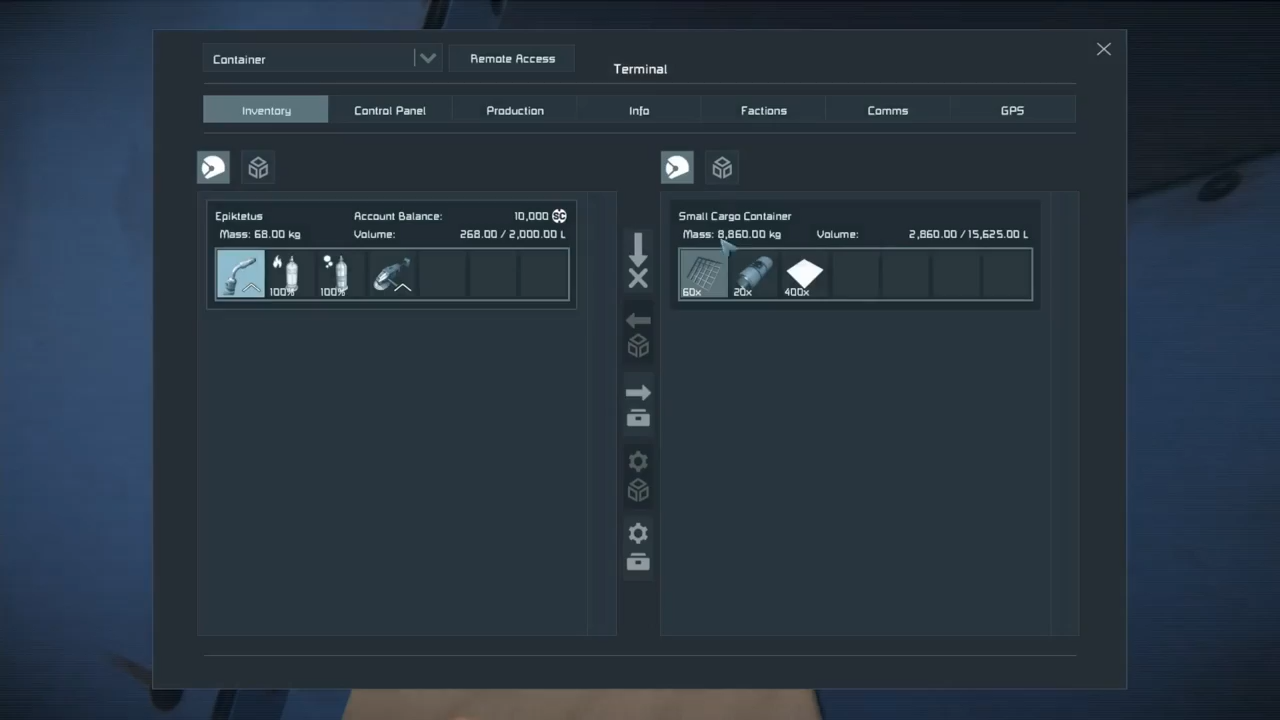 Container
Remote Access
Terminal
Inventory
Control Panel
Production
Info
Factions
Comms
GPS
Epiktetus
Account Balance:
10,000 SC
Mass: 68.00 kg
Volume:
268.00 / 2,000.00 L
100%
100%
Small Cargo Container
Mass: 8,860.00 kg
Volume:
2,860.00 / 15,625.00 L
60x
20x
400x